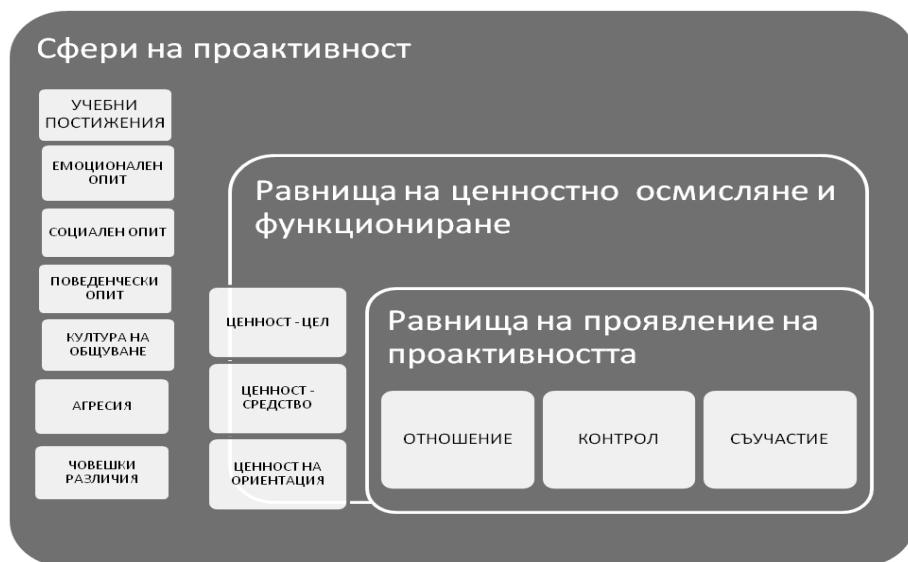 Сфери на проактивност
УЧЕБНИ
ПОСТИЖЕНИЯ
ЕМОЦИОНАЛЕН
ОПИТ
СОЦИАЛЕН ОПИТ
ПОВЕДЕНЧЕСКИ
ОПИТ
КУЛТУРА НА
ОБЩУВАНЕ
АГРЕСИЯ
ЧОВЕШКИ
РАЗЛИЧИЯ
Равнища на ценностно осмисляне и
функциониране
ЦЕННОСТ - ЦЕЛ
ЦЕННОСТ -
СРЕДСТВО
ЦЕННОСТ НА
ОРИЕНТАЦИЯ
Равнища на проявление на
проактивността
ОТНОШЕНИЕ
КОНТРОЛ
СЪУЧАСТИЕ